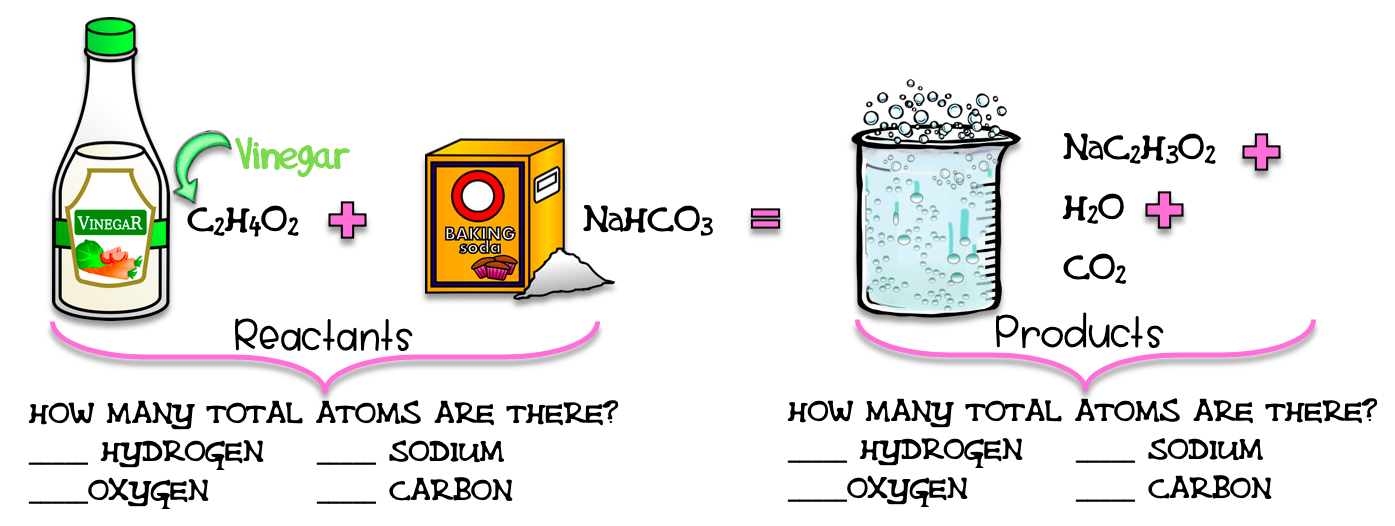 Vinegar
VINEGAR
C₂H₄O₂ + BAKING soda NaHCO₃ =
NaC₂H₃O₂ +
H₂O +
CO₂
Reactants
HOW MANY TOTAL ATOMS ARE THERE?
____ HYDROGEN ____ SODIUM
____OXYGEN ____ CARBON
Products
HOW MANY TOTAL ATOMS ARE THERE?
____ HYDROGEN ____ SODIUM
____OXYGEN ____ CARBON